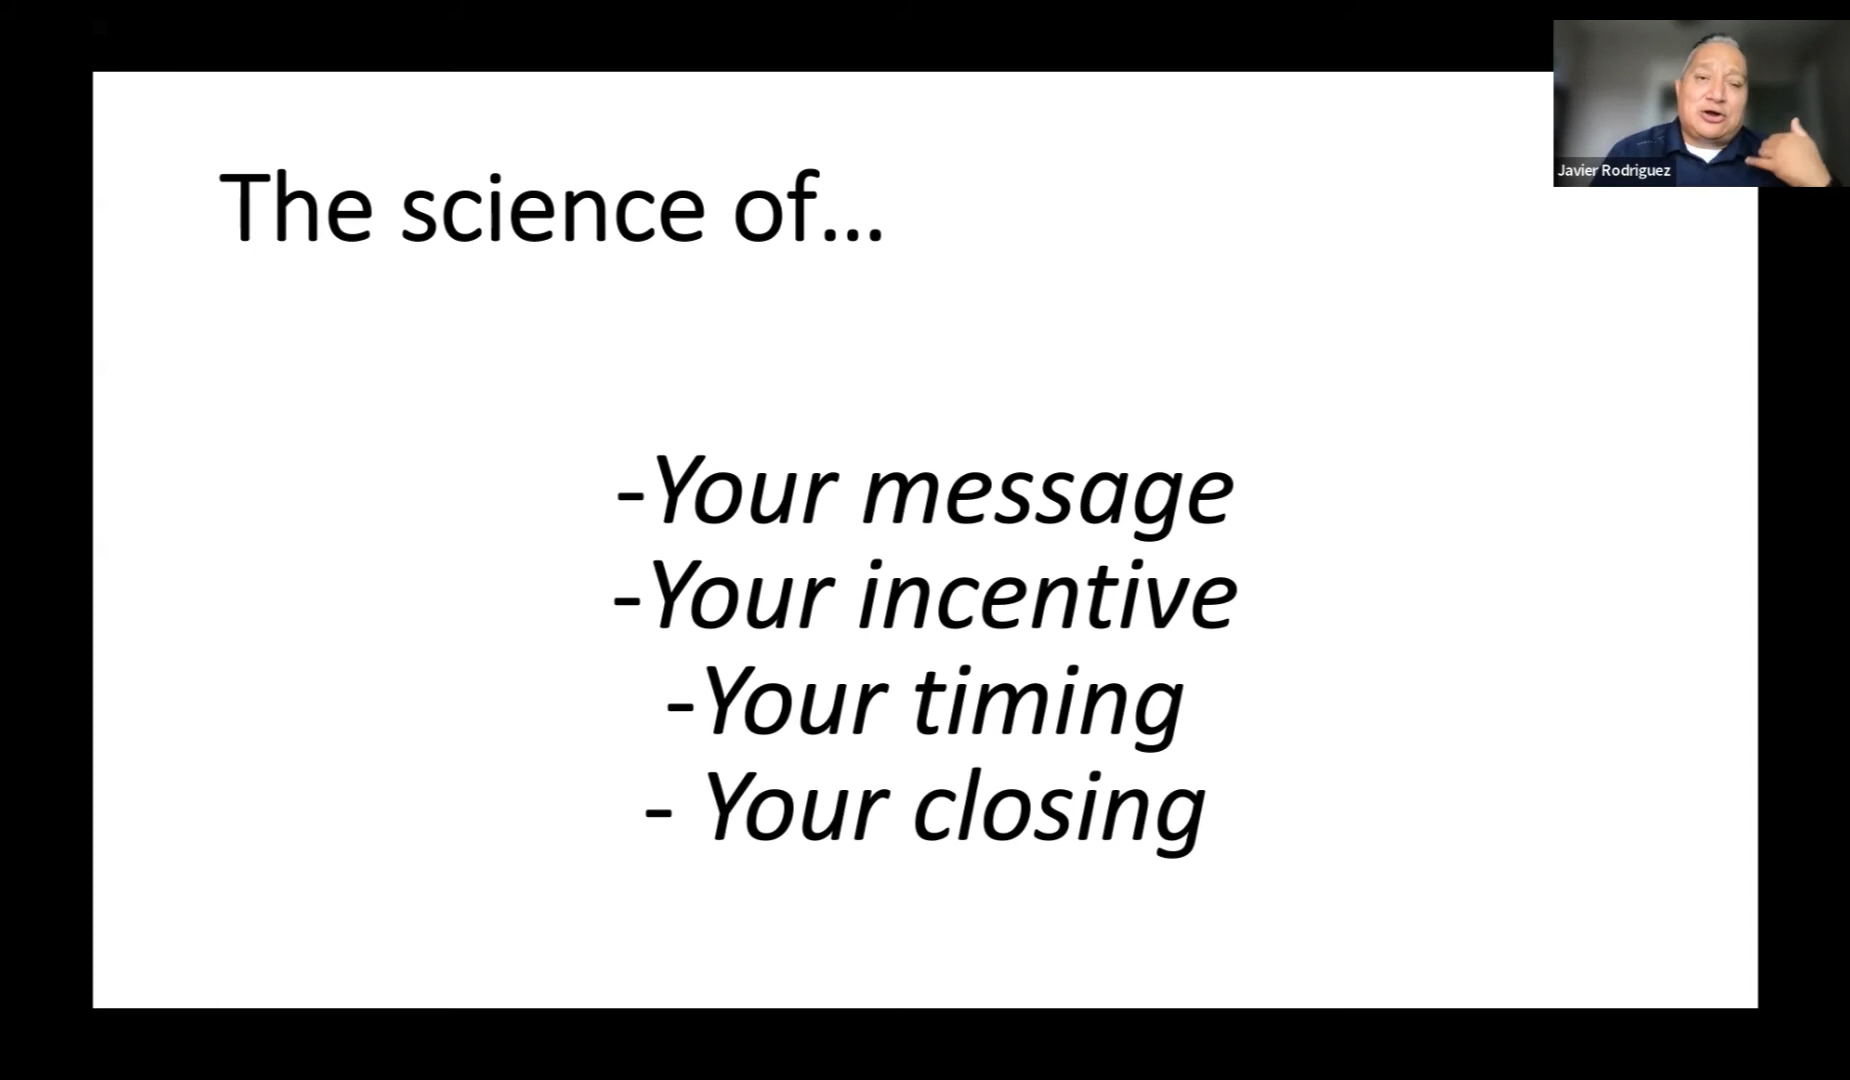 The science of...
-Your message
-Your incentive
-Your timing
- Your closing
Javier Rodriguez